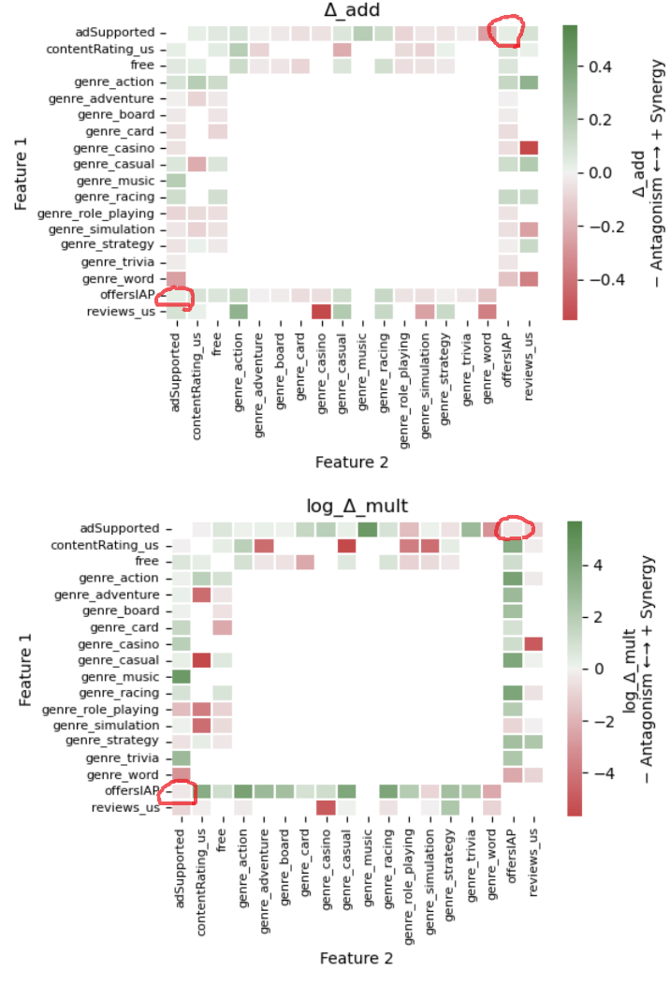 Δ_add
adSupported
contentRating_us
free
genre_action
genre_adventure
genre_board
genre_card
genre_casino
genre_casual
genre_music
genre_racing
genre_role_playing
genre_simulation
genre_strategy
genre_trivia
genre_word
offersIAP
reviews_us
Feature 1
adSupported
contentRating_us
free
genre_action
genre_adventure
genre_board
genre_card
genre_casino
genre_casual
genre_music
genre_racing
genre_role_playing
genre_simulation
genre_strategy
genre_trivia
genre_word
offersIAP
reviews_us
Feature 2
0.4
0.2
0.0
−0.2
−0.4
Δ_add
− Antagonism ←→ + Synergy
log_Δ_mult
adSupported
contentRating_us
free
genre_action
genre_adventure
genre_board
genre_card
genre_casino
genre_casual
genre_music
genre_racing
genre_role_playing
genre_simulation
genre_strategy
genre_trivia
genre_word
offersIAP
reviews_us
Feature 1
adSupported
contentRating_us
free
genre_action
genre_adventure
genre_board
genre_card
genre_casino
genre_casual
genre_music
genre_racing
genre_role_playing
genre_simulation
genre_strategy
genre_trivia
genre_word
offersIAP
reviews_us
Feature 2
4
2
0
−2
−4
log_Δ_mult
− Antagonism ←→ + Synergy